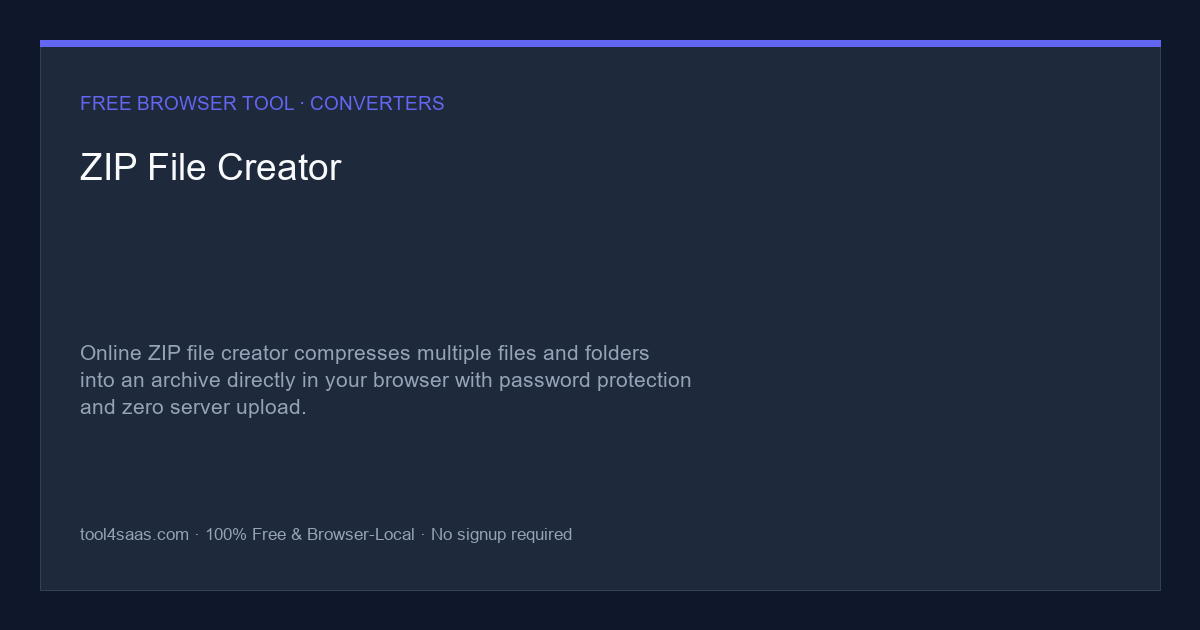 FREE BROWSER TOOL · CONVERTERS
ZIP File Creator
Online ZIP file creator compresses multiple files and folders
into an archive directly in your browser with password protection
and zero server upload.
tool4saas.com · 100% Free & Browser-Local · No signup required